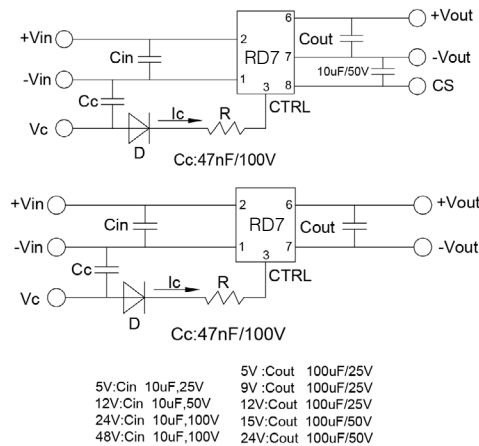 6 +Vout
+Vin 2 Cout
Cin RD7 7 -Vout
-Vin 1 10uF/50V
Cc 3 8 CS
Ic R CTRL
Vc
D
Cc:47nF/100V
+Vin 2 6 +Vout
Cin RD7 Cout
-Vin 1 7 -Vout
Cc 3
Ic R CTRL
Vc
D
Cc:47nF/100V
5V :Cout 100uF/25V
5V:Cin 10uF,25V
9V :Cout 100uF/25V
12V:Cin 10uF,50V
12V:Cout 100uF/25V
24V:Cin 10uF,100V
15V:Cout 100uF/50V
48V:Cin 10uF,100V
24V:Cout 100uF/50V